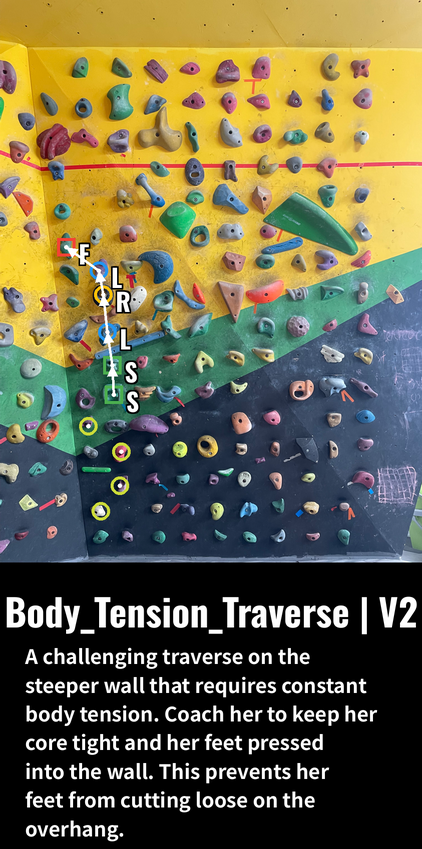 F
L
R
L
S
S
Body_Tension_Traverse | V2
A challenging traverse on the
steeper wall that requires constant
body tension. Coach her to keep her
core tight and her feet pressed
into the wall. This prevents her
feet from cutting loose on the
overhang.